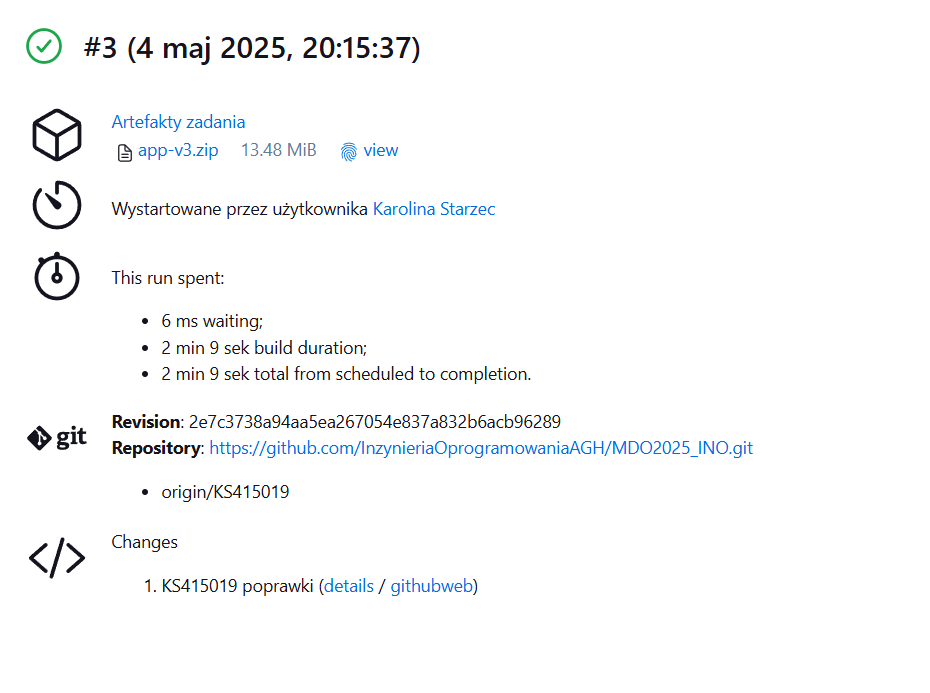 #3 (4 maj 2025, 20:15:37)
Artefakty zadania
app-v3.zip 13.48 MiB view
Wystartowane przez użytkownika Karolina Starzec
This run spent:
• 6 ms waiting;
• 2 min 9 sek build duration;
• 2 min 9 sek total from scheduled to completion.
git
Revision: 2e7c3738a94aa5ea267054e837a832b6acb96289
Repository: https://github.com/InzynieriaOprogramowaniaAGH/MDO2025_INO.git
• origin/KS415019
Changes
1. KS415019 poprawki (details / githubweb)